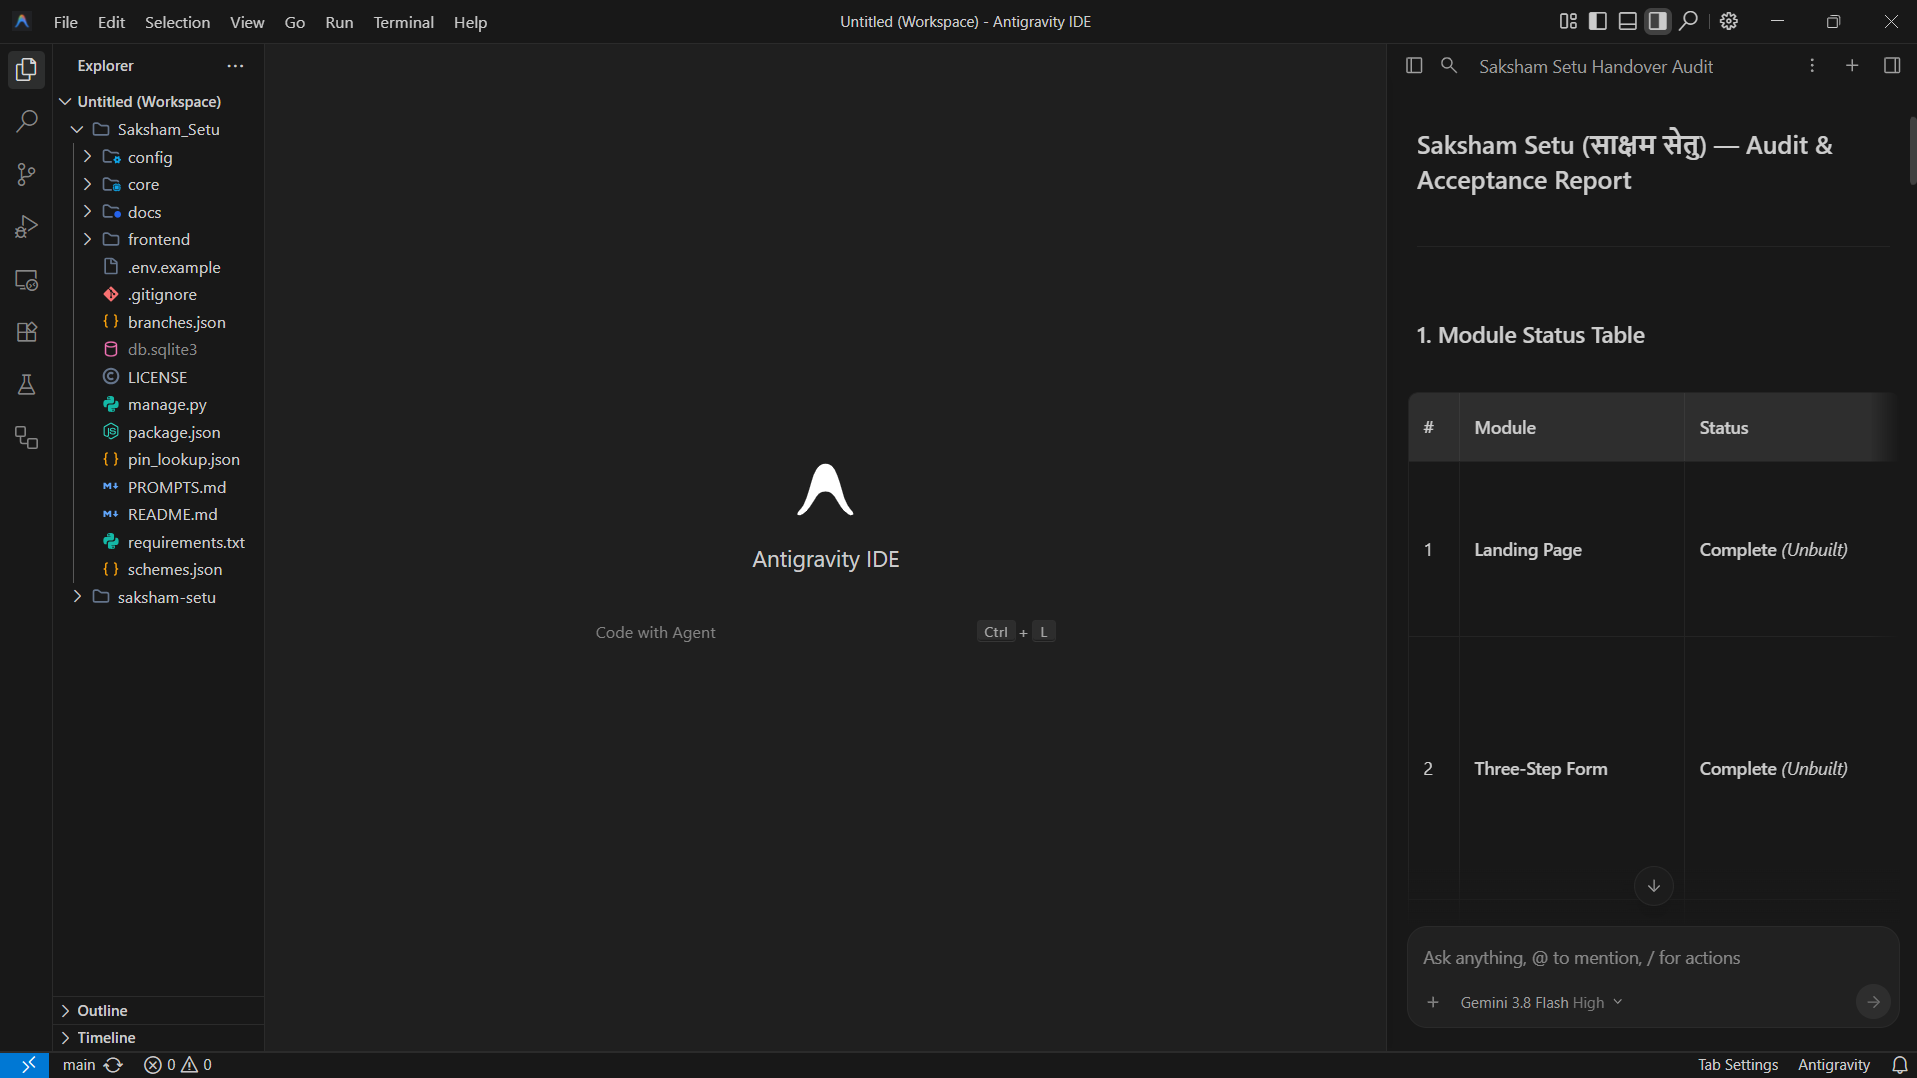 File Edit Selection View Go Run Terminal Help
Untitled (Workspace) - Antigravity IDE
Explorer
Untitled (Workspace)
Saksham_Setu
config
core
docs
frontend
.env.example
.gitignore
branches.json
db.sqlite3
LICENSE
manage.py
package.json
pin_lookup.json
PROMPTS.md
README.md
requirements.txt
schemes.json
saksham-setu
Outline
Timeline
Antigravity IDE
Code with Agent Ctrl + L
Saksham Setu Handover Audit
Saksham Setu (साक्षम सेतु) — Audit &
Acceptance Report
1. Module Status Table
# Module Status
1 Landing Page Complete (Unbuilt)
2 Three-Step Form Complete (Unbuilt)
Ask anything, @ to mention, / for actions
Gemini 3.8 Flash High
main 0 0
Tab Settings Antigravity